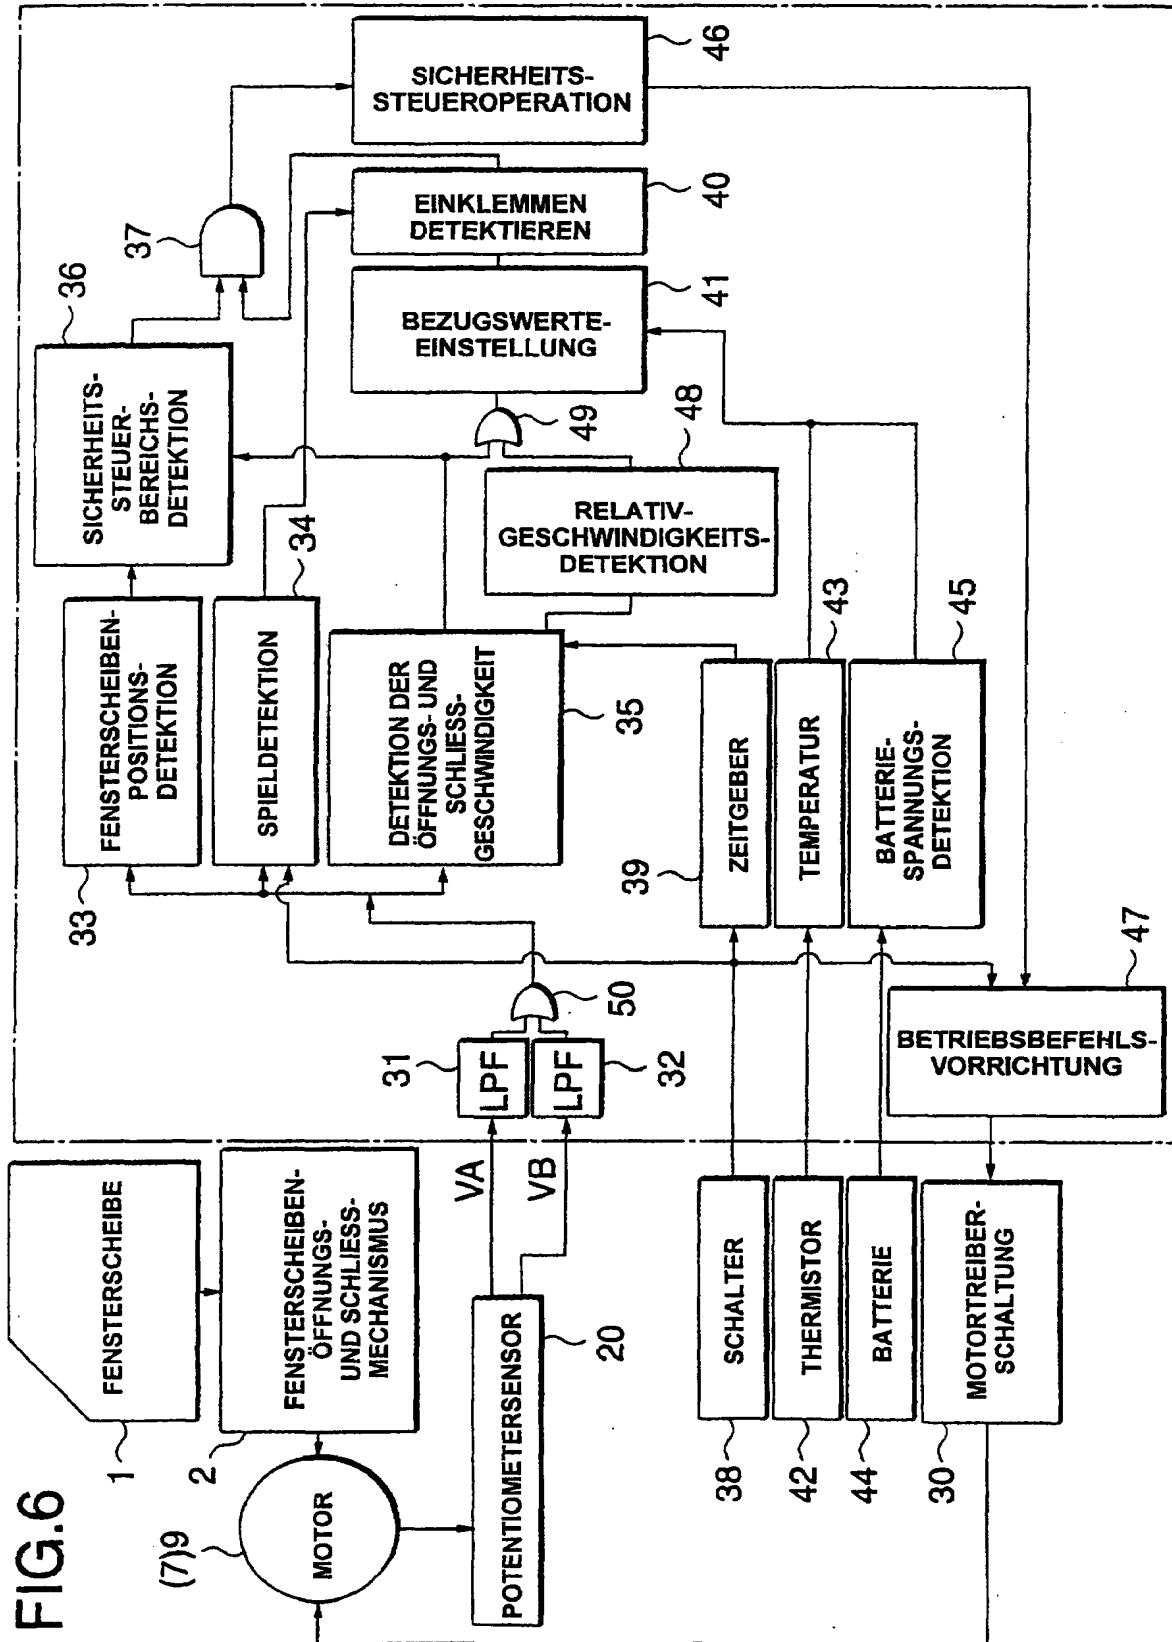 FIG.6
FENSTERSCHEIBE
1
FENSTERSCHEIBEN-
ÖFFNUNGS-
UND SCHLIESS-
MECHANISMUS
2
MOTOR
(7)9
POTENTIOMETERSENSOR
20
VA
VB
LPF
31
LPF
32
50
FENSTERSCHEIBEN-
POSITIONS-
DETEKTION
33
SPIELDETEKTION
34
DETEKTION DER
ÖFFNUNGS- UND
SCHLIESS-
GESCHWINDIGKEIT
35
SICHERHEITS-
STEUER-
BEREICHS-
DETEKTION
36
37
RELATIV-
GESCHWINDIGKEITS-
DETEKTION
48
49
BEZUGSWERTE-
EINSTELLUNG
41
EINKLEMMEN
DETEKTIEREN
40
SICHERHEITS-
STEUEROPERATION
46
SCHALTER
38
THERMISTOR
42
BATTERIE
44
MOTORTREIBER-
SCHALTUNG
30
ZEITGEBER
39
TEMPERATUR
43
BATTERIE-
SPANNUNGS-
DETEKTION
45
BETRIEBSBEFEHLS-
VORRICHTUNG
47